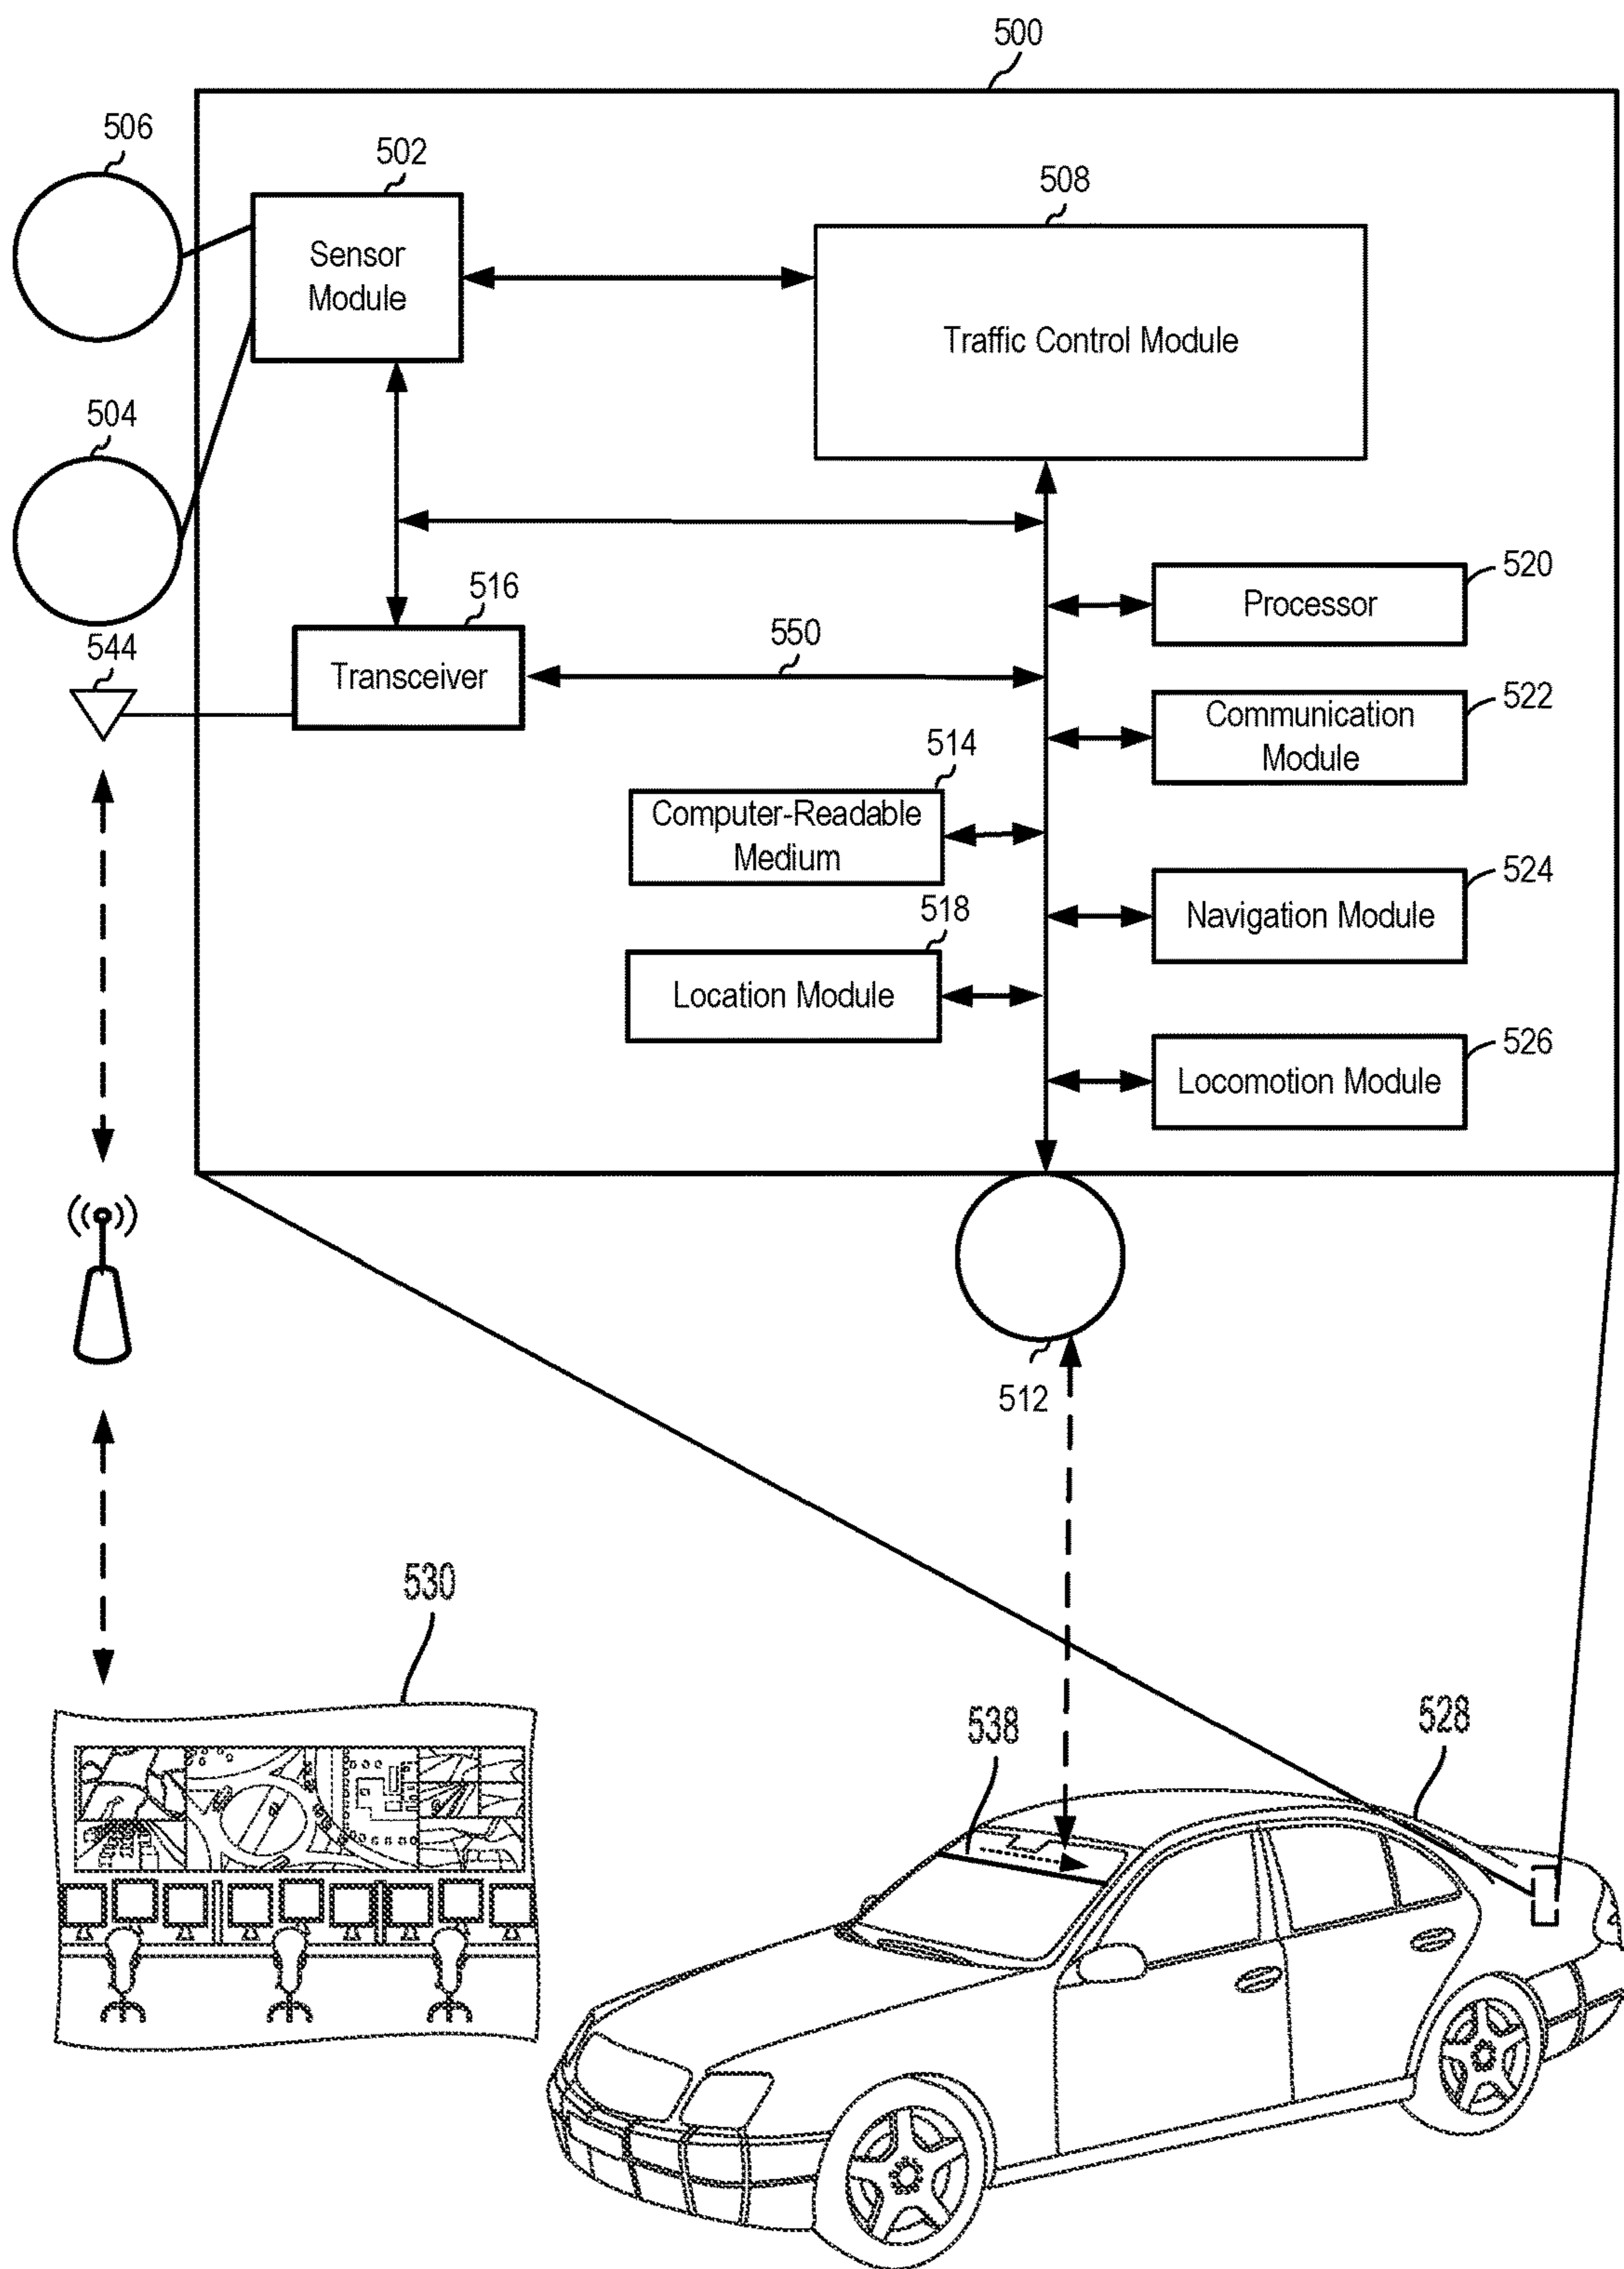 500
506
502
508
Sensor
Module
Traffic Control Module
504
516
520
Processor
544
550
Transceiver
522
Communication
Module
514
Computer-Readable
Medium
524
Navigation Module
518
Location Module
526
Locomotion Module
512
530
538
528